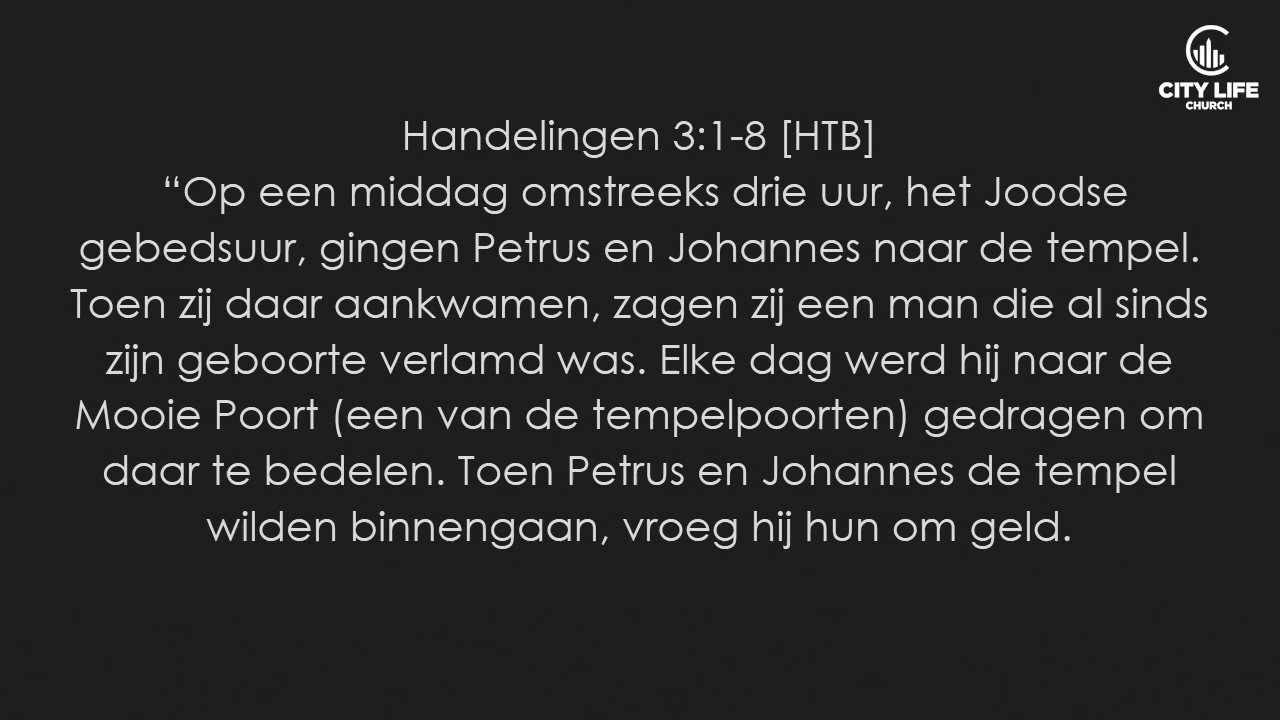 CITY LIFE
CHURCH
Handelingen 3:1-8 [HTB]
“Op een middag omstreeks drie uur, het Joodse
gebedsuur, gingen Petrus en Johannes naar de tempel.
Toen zij daar aankwamen, zagen zij een man die al sinds
zijn geboorte verlamd was. Elke dag werd hij naar de
Mooie Poort (een van de tempelpoorten) gedragen om
daar te bedelen. Toen Petrus en Johannes de tempel
wilden binnengaan, vroeg hij hun om geld.